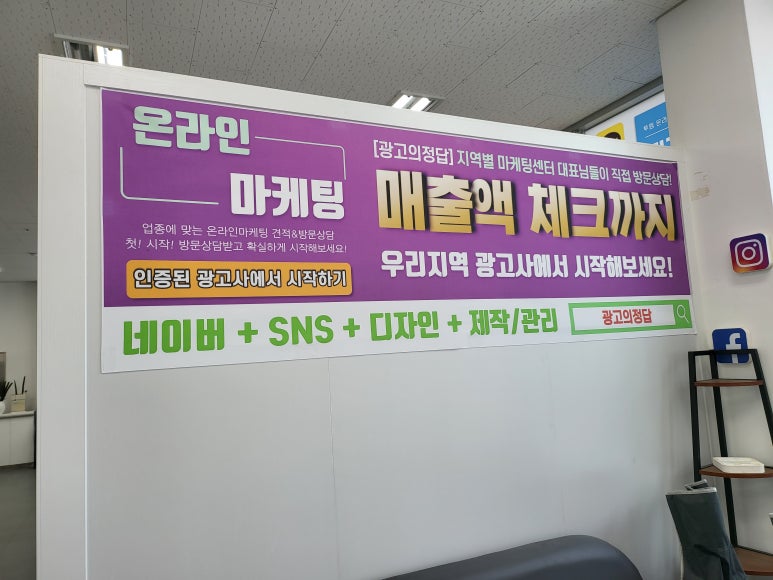 온라인
마케팅
업종에 맞는 온라인마케팅 견적&방문상담
첫! 시작! 방문상담받고 확실하게 시작해보세요!
인증된 광고사에서 시작하기
[광고의정답] 지역별 마케팅센터 대표님들이 직접 방문상담!
매출액 체크까지
우리지역 광고사에서 시작해보세요!
네이버 + SNS + 디자인 + 제작/관리
광고의정답